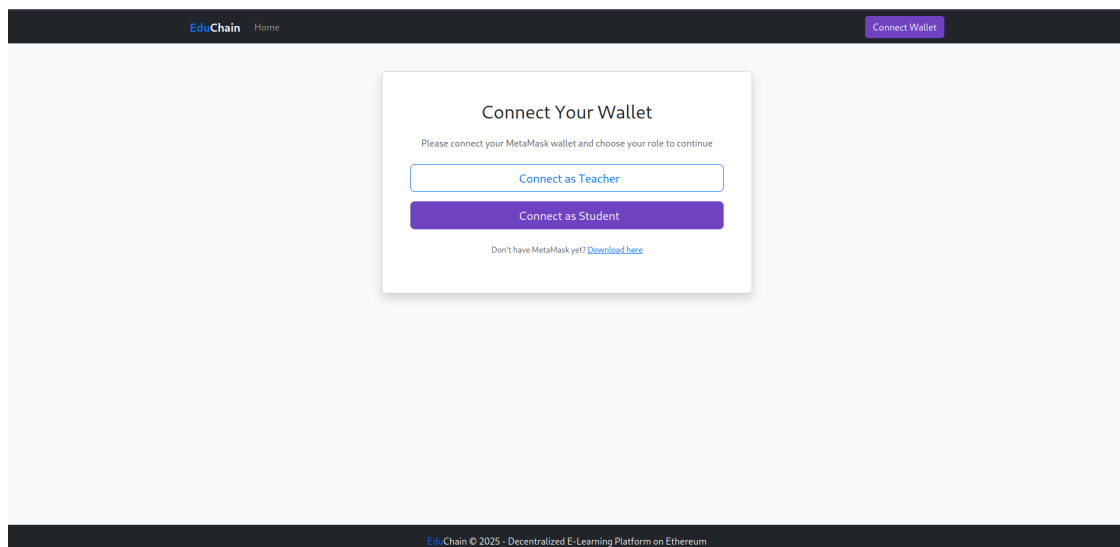 EduChain Home Connect Wallet
Connect Your Wallet
Please connect your MetaMask wallet and choose your role to continue
Connect as Teacher
Connect as Student
Don't have MetaMask yet? Download here
EduChain © 2025 - Decentralized E-Learning Platform on Ethereum